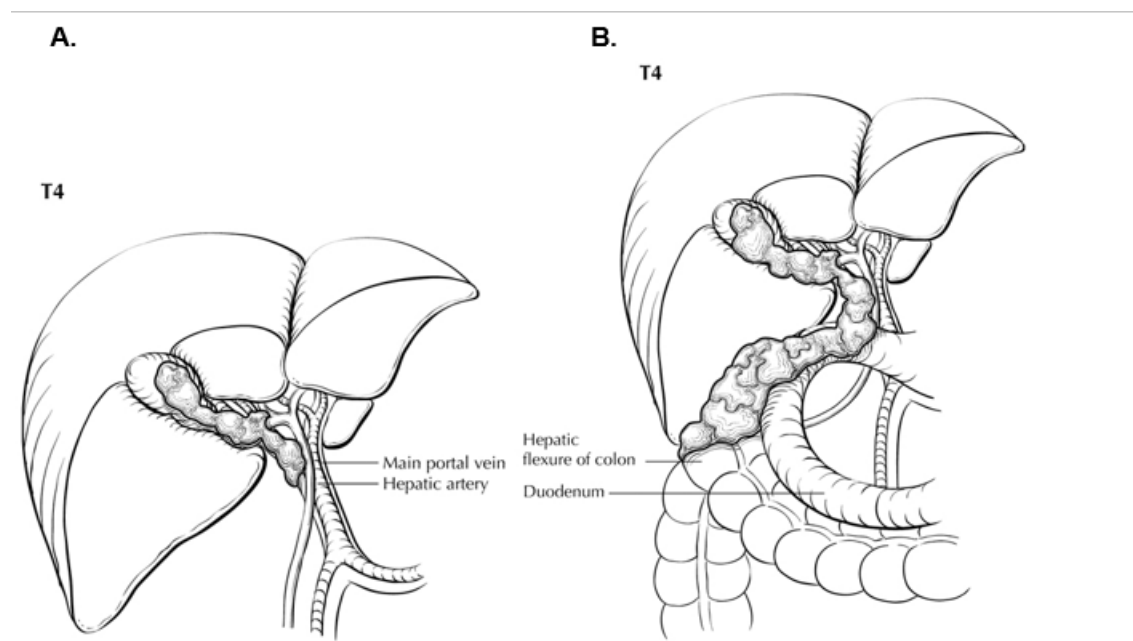 A.
T4
Main portal vein
Hepatic artery
B.
T4
Hepatic
flexure of colon
Duodenum